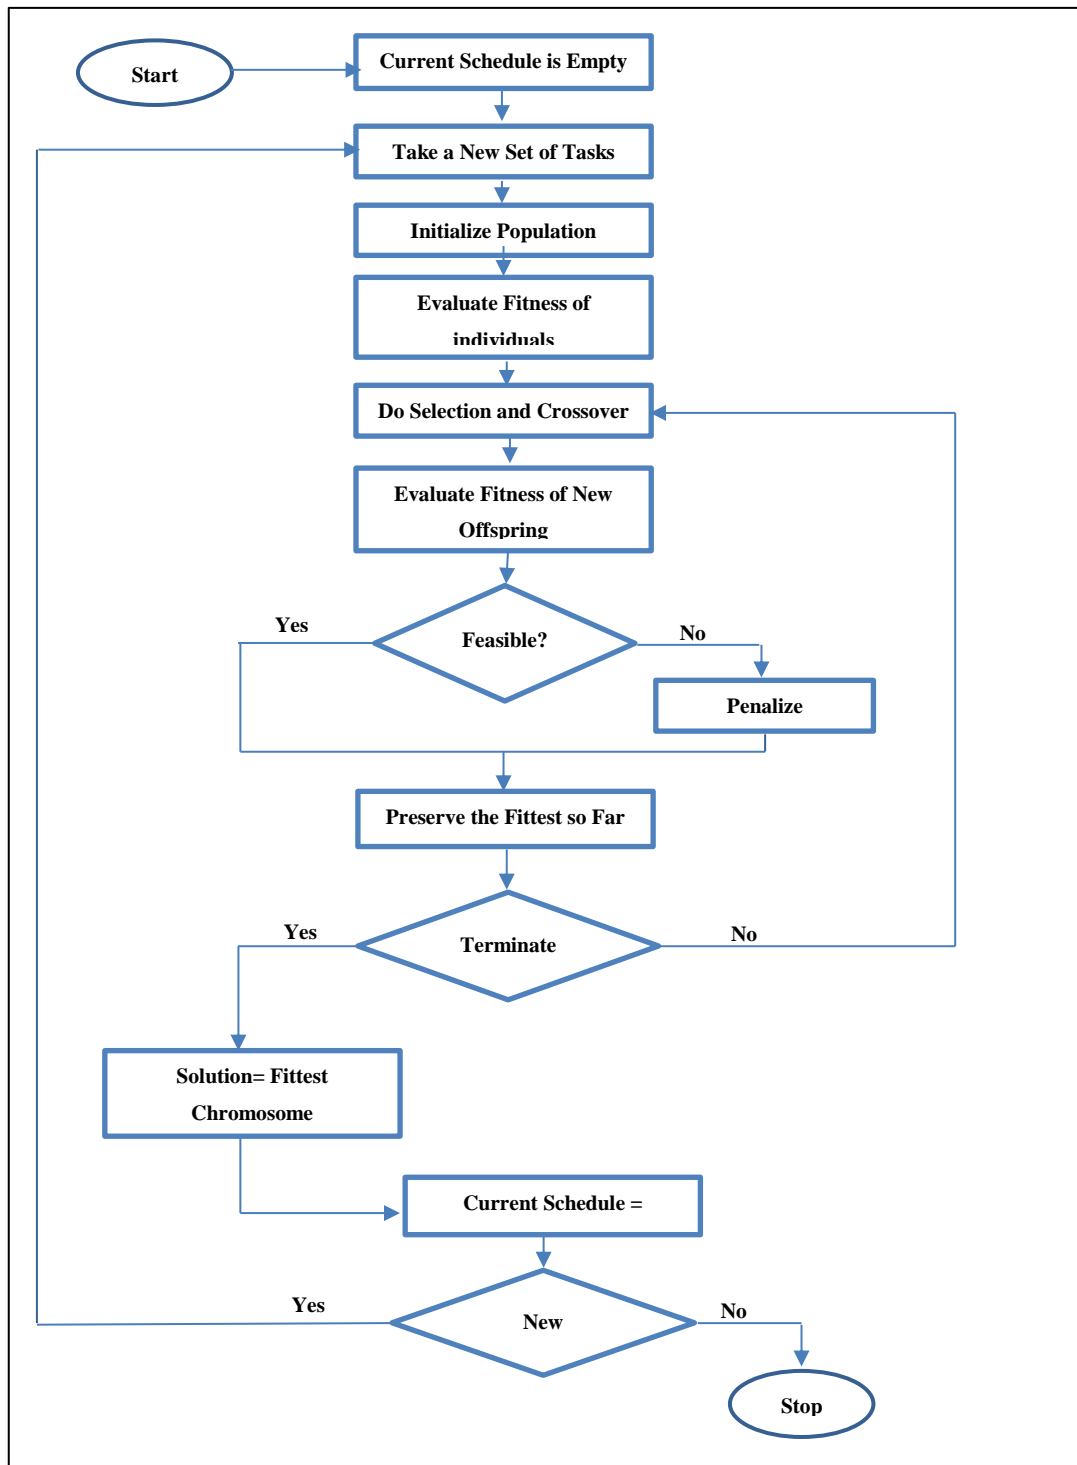 Start
Current Schedule is Empty
Take a New Set of Tasks
Initialize Population
Evaluate Fitness of
individuals
Do Selection and Crossover
Evaluate Fitness of New
Offspring
Yes
Feasible?
No
Penalize
Preserve the Fittest so Far
Yes
Terminate
No
Solution= Fittest
Chromosome
Current Schedule =
Yes
New
No
Stop